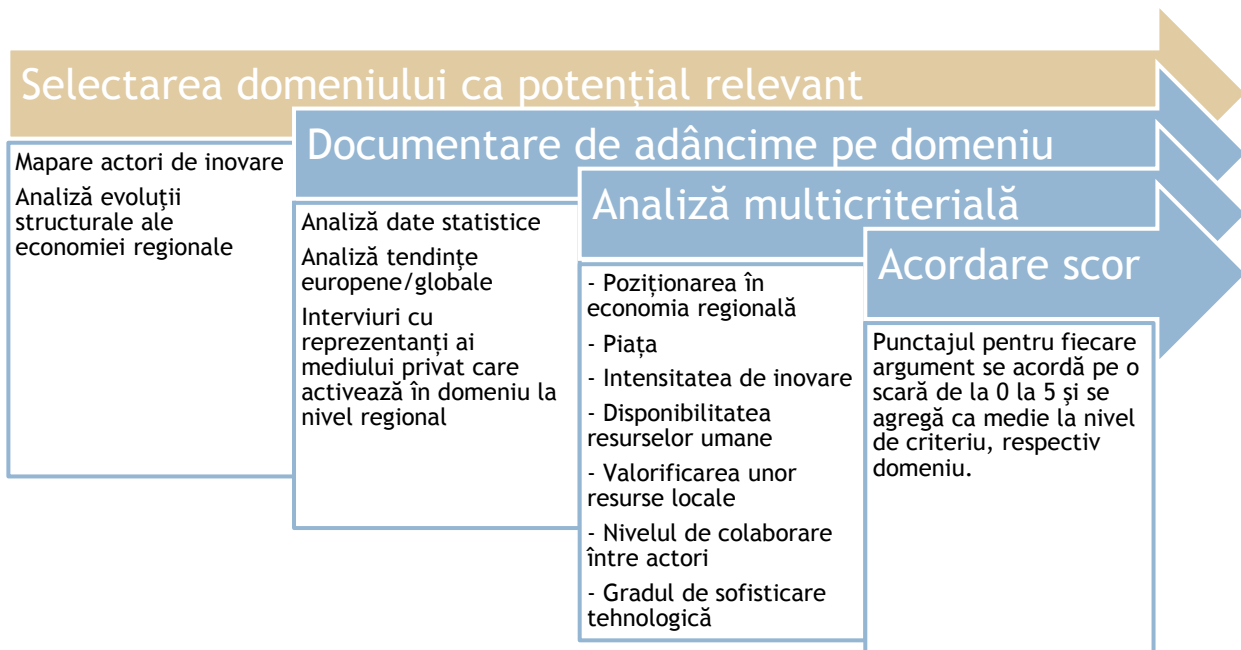 Selectarea domeniului ca potențial relevant
Mapare actori de inovare
Analiză evoluţii
structurale ale
economiei regionale
Documentare de adâncime pe domeniu
Analiză date statistice
Analiză tendinţe
europene/globale
Interviuri cu
reprezentanți ai
mediului privat care
activează în domeniu la
nivel regional
Analiză multicriterială
- Poziționarea în
economia regională
- Piața
- Intensitatea de inovare
- Disponibilitatea
resurselor umane
- Valorificarea unor
resurse locale
- Nivelul de colaborare
între actori
- Gradul de sofisticare
tehnologică
Acordare scor
Punctajul pentru fiecare
argument se acordă pe o
scară de la 0 la 5 şi se
agregă ca medie la nivel
de criteriu, respectiv
domeniu.